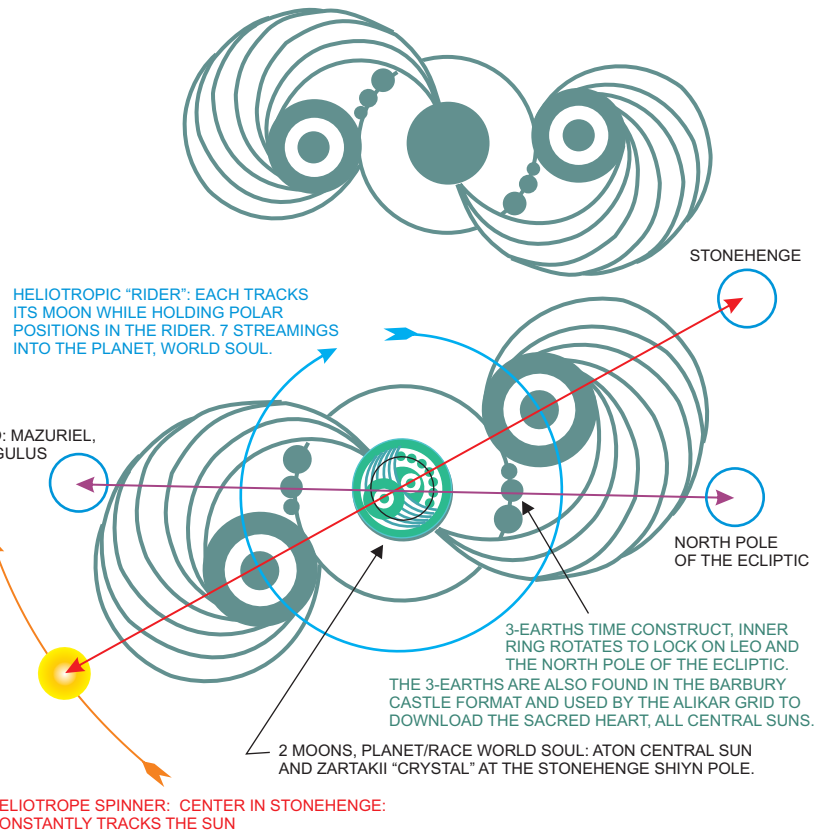 STONEHENGE
HELIOTROPIC “RIDER”: EACH TRACKS
ITS MOON WHILE HOLDING POLAR
POSITIONS IN THE RIDER. 7 STREAMINGS
INTO THE PLANET, WORLD SOUL.
: MAZURIEL,
GULUS
NORTH POLE
OF THE ECLIPTIC
3-EARTHS TIME CONSTRUCT, INNER
RING ROTATES TO LOCK ON LEO AND
THE NORTH POLE OF THE ECLIPTIC.
THE 3-EARTHS ARE ALSO FOUND IN THE BARBURY
CASTLE FORMAT AND USED BY THE ALIKAR GRID TO
DOWNLOAD THE SACRED HEART, ALL CENTRAL SUNS.
2 MOONS, PLANET/RACE WORLD SOUL: ATON CENTRAL SUN
AND ZARTAKII “CRYSTAL” AT THE STONEHENGE SHIYN POLE.
ELIOTROPE SPINNER: CENTER IN STONEHENGE:
ONSTANTLY TRACKS THE SUN